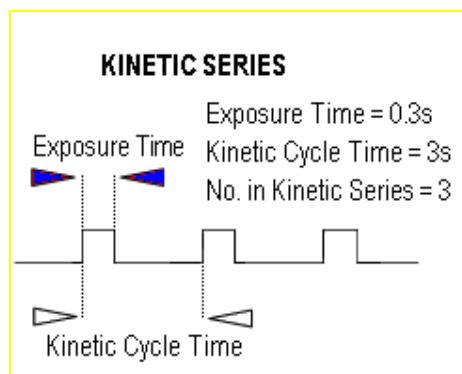 KINETIC SERIES
Exposure Time = 0.3s
Exposure Time
Kinetic Cycle Time = 3s
No. in Kinetic Series = 3
Kinetic Cycle Time